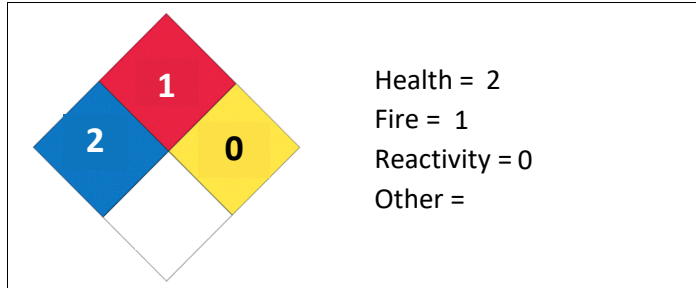 1
2
0
Health = 2
Fire = 1
Reactivity = 0
Other =